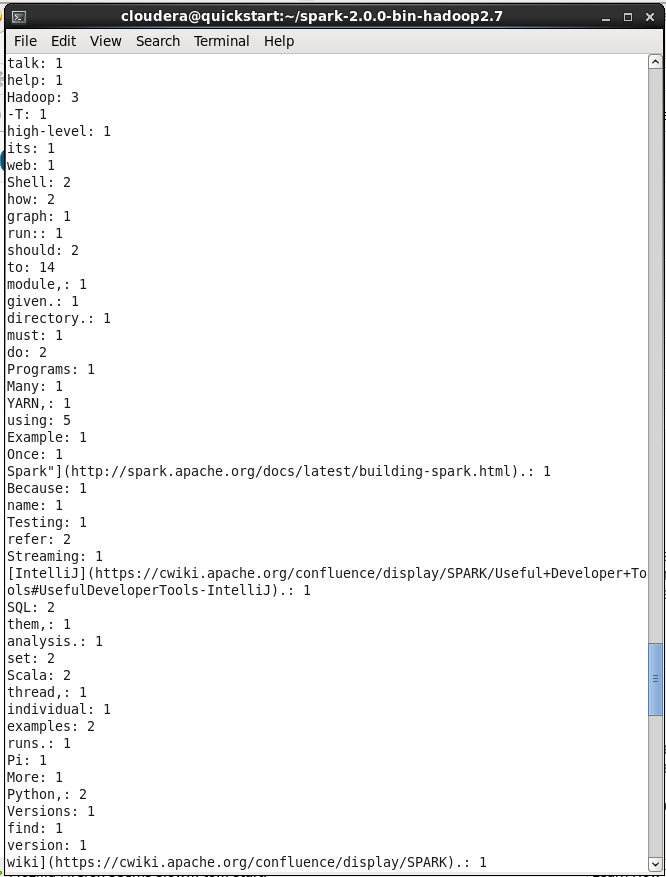 cloudera@quickstart:~/spark-2.0.0-bin-hadoop2.7
File Edit View Search Terminal Help
talk: 1
help: 1
Hadoop: 3
-T: 1
high-level: 1
its: 1
web: 1
Shell: 2
how: 2
graph: 1
run:: 1
should: 2
to: 14
module,: 1
given.: 1
directory.: 1
must: 1
do: 2
Programs: 1
Many: 1
YARN,: 1
using: 5
Example: 1
Once: 1
Spark"](http://spark.apache.org/docs/latest/building-spark.html).: 1
Because: 1
name: 1
Testing: 1
refer: 2
Streaming: 1
[IntelliJ](https://cwiki.apache.org/confluence/display/SPARK/Useful+Developer+To
ols#UsefulDeveloperTools-IntelliJ).: 1
SQL: 2
them,: 1
analysis.: 1
set: 2
Scala: 2
thread,: 1
individual: 1
examples: 2
runs.: 1
Pi: 1
More: 1
Python,: 2
Versions: 1
find: 1
version: 1
wiki](https://cwiki.apache.org/confluence/display/SPARK).: 1